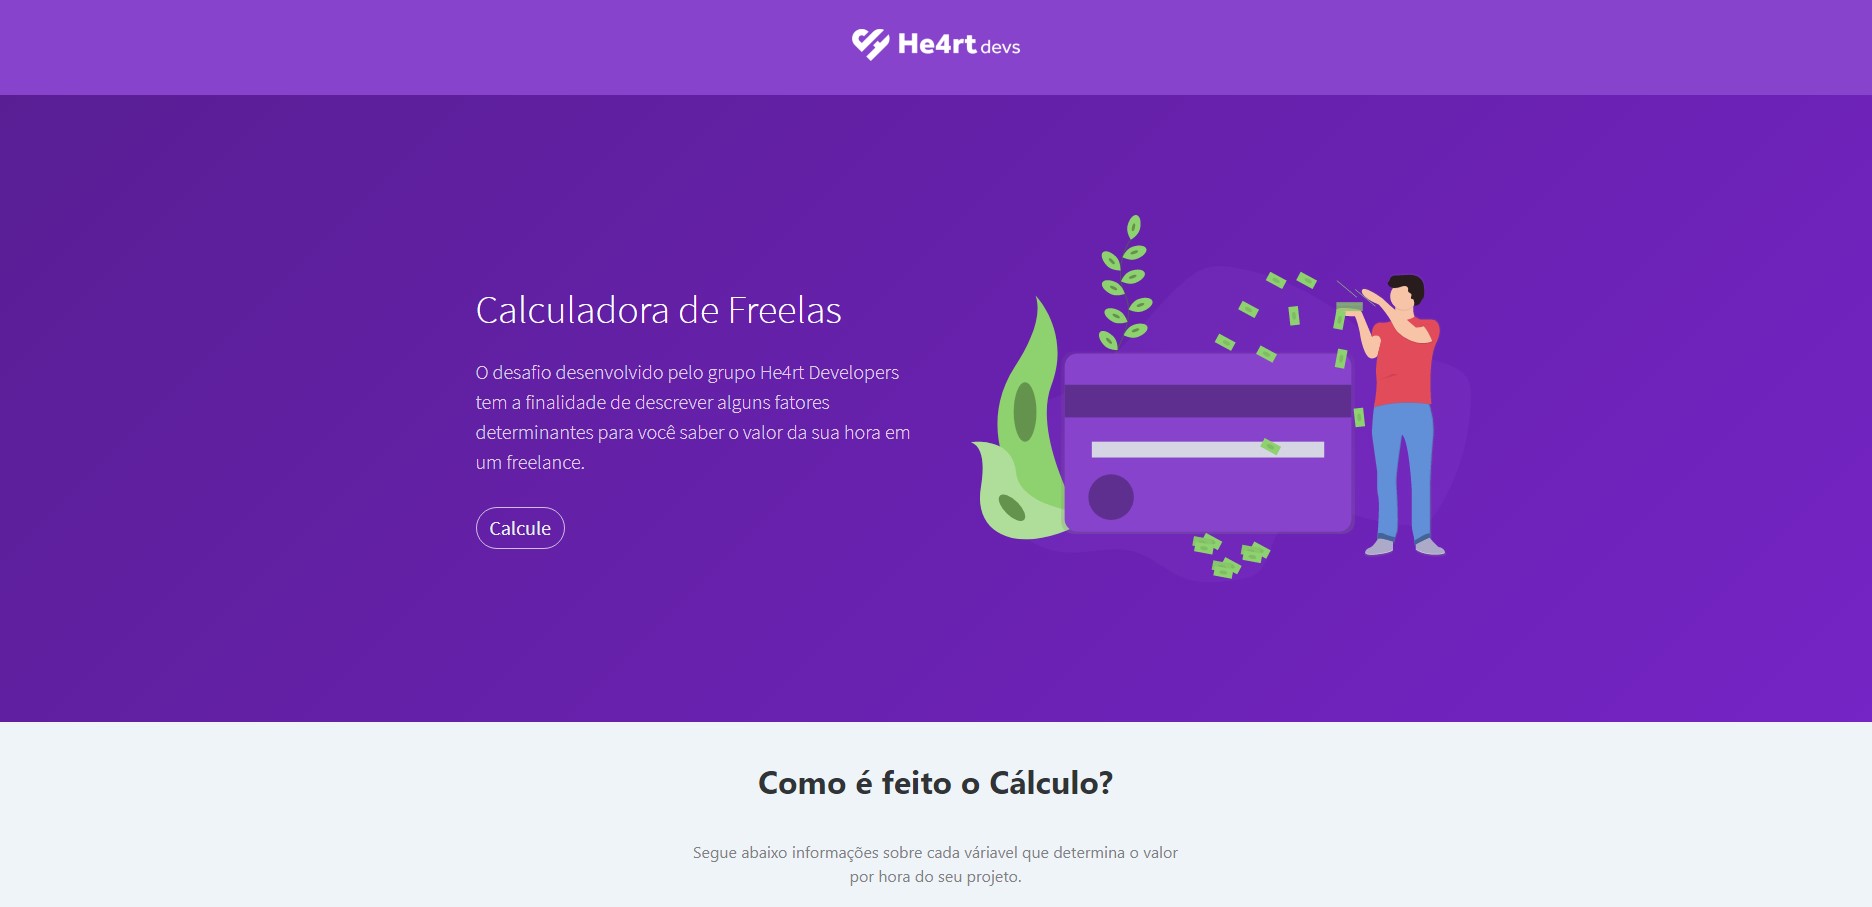 He4rt devs
Calculadora de Freelas
O desafio desenvolvido pelo grupo He4rt Developers
tem a finalidade de descrever alguns fatores
determinantes para você saber o valor da sua hora em
um freelance.
Calcule
Como é feito o Cálculo?
Segue abaixo informações sobre cada váriavel que determina o valor
por hora do seu projeto.